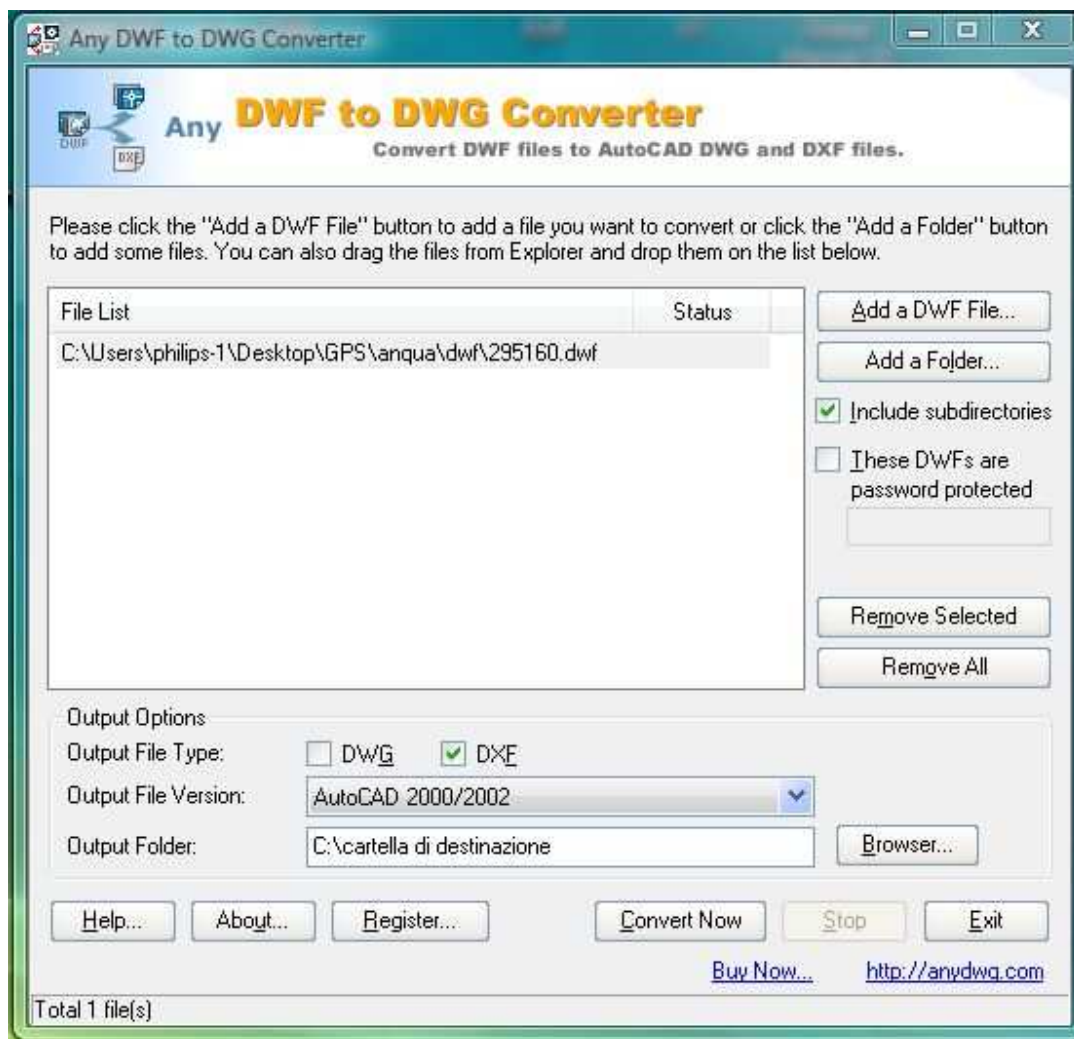 Any DWF to DWG Converter
Any DWF to DWG Converter
Convert DWF files to AutoCAD DWG and DXF files.
DWF
DXF
Please click the "Add a DWF File" button to add a file you want to convert or click the "Add a Folder" button
to add some files. You can also drag the files from Explorer and drop them on the list below.
File List Status
C:\Users\philips-1\Desktop\GPS\anqua\dwf\295160.dwf
Add a DWF File...
Add a Folder...
Include subdirectories
These DWFs are
password protected
Remove Selected
Remove All
Output Options
Output File Type: DWG DXF
Output File Version: AutoCAD 2000/2002
Output Folder: C:\cartella di destinazione Browser...
Help... About... Register... Convert Now Stop Exit
Buy Now... http://anydwg.com
Total 1 file(s)